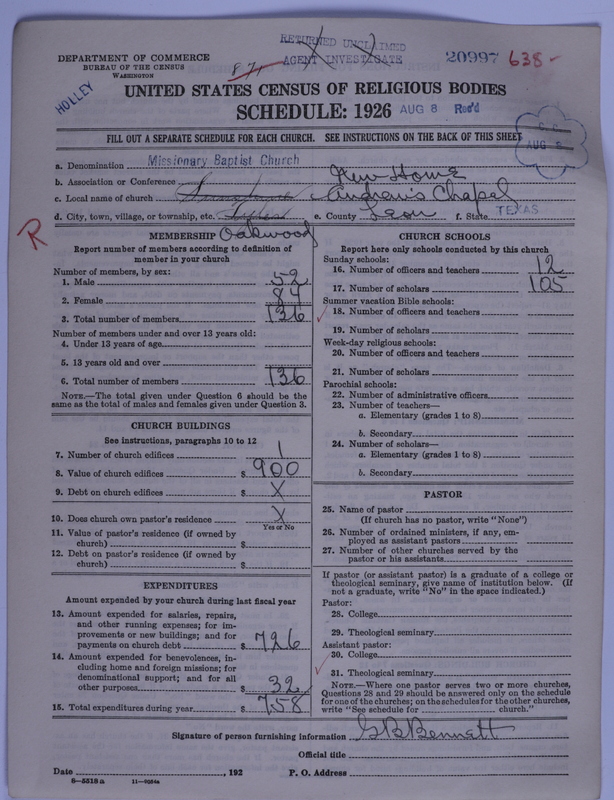 RETURNED UNCLAIMED
AGENT INVESTIGATE
20997 638-
871
DEPARTMENT OF COMMERCE
BUREAU OF THE CENSUS
WASHINGTON
HOLLEY
UNITED STATES CENSUS OF RELIGIOUS BODIES
SCHEDULE: 1926 AUG 8 Rec'd
FILL OUT A SEPARATE SCHEDULE FOR EACH CHURCH. SEE INSTRUCTIONS ON THE BACK OF THIS SHEET
AUG 2
a. Denomination Missionary Baptist Church
b. Association or Conference New Home
c. Local name of church Andrew's Chapel
d. City, town, village, or township, etc. Oakwood e. County Leon f. State TEXAS
R
MEMBERSHIP
Report number of members according to definition of
member in your church
Number of members, by sex:
1. Male 52
2. Female 84
3. Total number of members 136
Number of members under and over 13 years old:
4. Under 13 years of age
5. 13 years old and over
6. Total number of members 136
NOTE.—The total given under Question 6 should be the
same as the total of males and females given under Question 3.
CHURCH BUILDINGS
See instructions, paragraphs 10 to 12
7. Number of church edifices 1
8. Value of church edifices $ 900
9. Debt on church edifices $ X
10. Does church own pastor's residence X
Yes or No
11. Value of pastor's residence (if owned by
church) $
12. Debt on pastor's residence (if owned by
church) $
EXPENDITURES
Amount expended by your church during last fiscal year
13. Amount expended for salaries, repairs,
and other running expenses; for im-
provements or new buildings; and for
payments on church debt $ 726
14. Amount expended for benevolences, in-
cluding home and foreign missions; for
denominational support; and for all
other purposes $ 32
15. Total expenditures during year $ 758
CHURCH SCHOOLS
Report here only schools conducted by this church
Sunday schools:
16. Number of officers and teachers 12
17. Number of scholars 105
Summer vacation Bible schools:
18. Number of officers and teachers
19. Number of scholars
Week-day religious schools:
20. Number of officers and teachers
21. Number of scholars
Parochial schools:
22. Number of administrative officers
23. Number of teachers—
a. Elementary (grades 1 to 8)
b. Secondary
24. Number of scholars—
a. Elementary (grades 1 to 8)
b. Secondary
PASTOR
25. Name of pastor
(If church has no pastor, write "None")
26. Number of ordained ministers, if any, em-
ployed as assistant pastors
27. Number of other churches served by the
pastor or his assistants
If pastor (or assistant pastor) is a graduate of a college or
theological seminary, give name of institution below. (If
not a graduate, write "No" in the space indicated.)
Pastor:
28. College
29. Theological seminary
Assistant pastor:
30. College
31. Theological seminary
NOTE.—Where one pastor serves two or more churches,
Questions 28 and 29 should be answered only on the schedule
for one of the churches; on the schedules for the other churches,
write "See schedule for church."
Signature of person furnishing information G B Bennett
Official title
Date , 192 P. O. Address
8—5318a 11—9164a